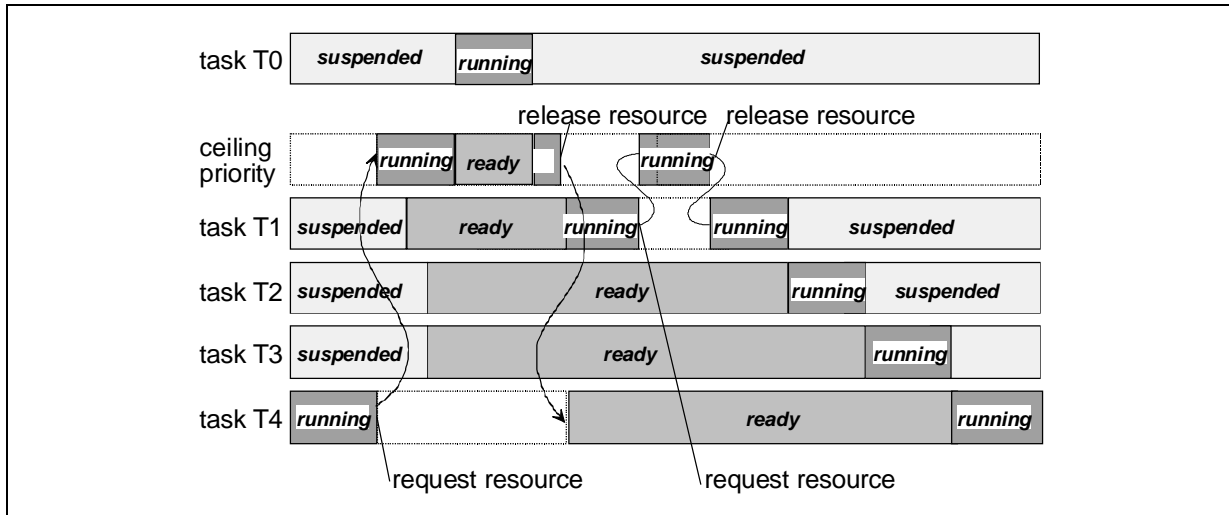 task T0 suspended running suspended
release resource release resource
ceiling priority running ready running
task T1 suspended ready running running suspended
task T2 suspended ready running suspended
task T3 suspended ready running
task T4 running ready running
request resource request resource